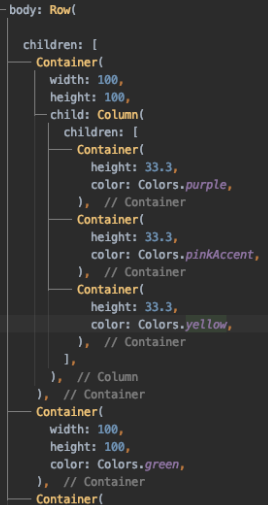 body: Row(
children: [
Container(
width: 100,
height: 100,
child: Column(
children: [
Container(
height: 33.3,
color: Colors.purple,
), // Container
Container(
height: 33.3,
color: Colors.pinkAccent,
), // Container
Container(
height: 33.3,
color: Colors.yellow,
), // Container
],
), // Column
), // Container
Container(
width: 100,
height: 100,
color: Colors.green,
), // Container
Container(